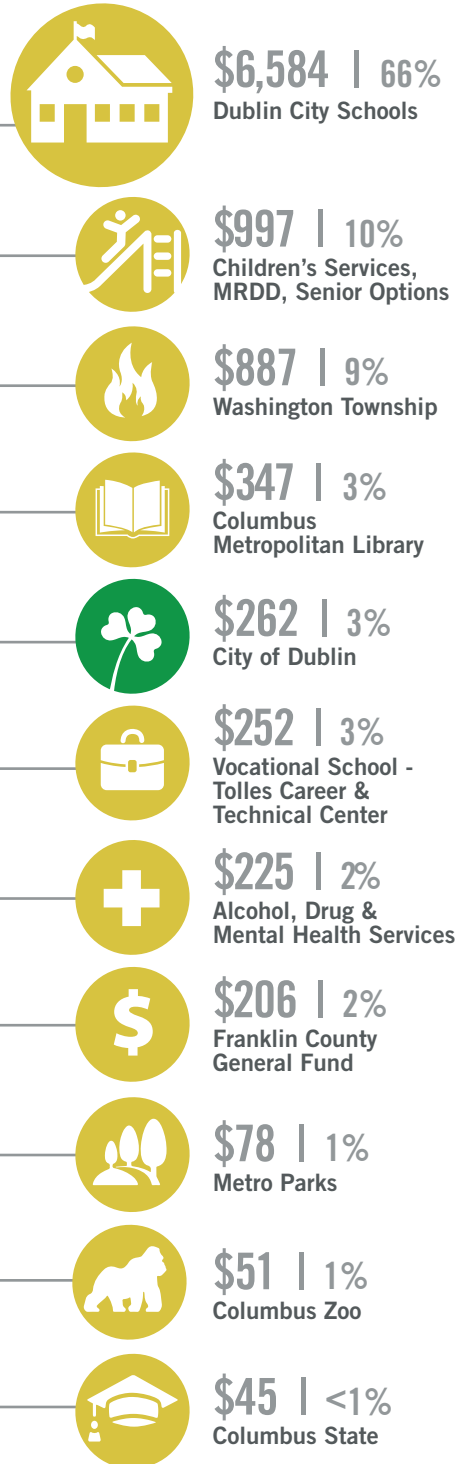 $6,584 | 66%
Dublin City Schools
$997 | 10%
Children's Services,
MRDD, Senior Options
$887 | 9%
Washington Township
$347 | 3%
Columbus
Metropolitan Library
$262 | 3%
City of Dublin
$252 | 3%
Vocational School -
Tolles Career &
Technical Center
$225 | 2%
Alcohol, Drug &
Mental Health Services
$
$206 | 2%
Franklin County
General Fund
$78 | 1%
Metro Parks
$51 | 1%
Columbus Zoo
$45 | <1%
Columbus State